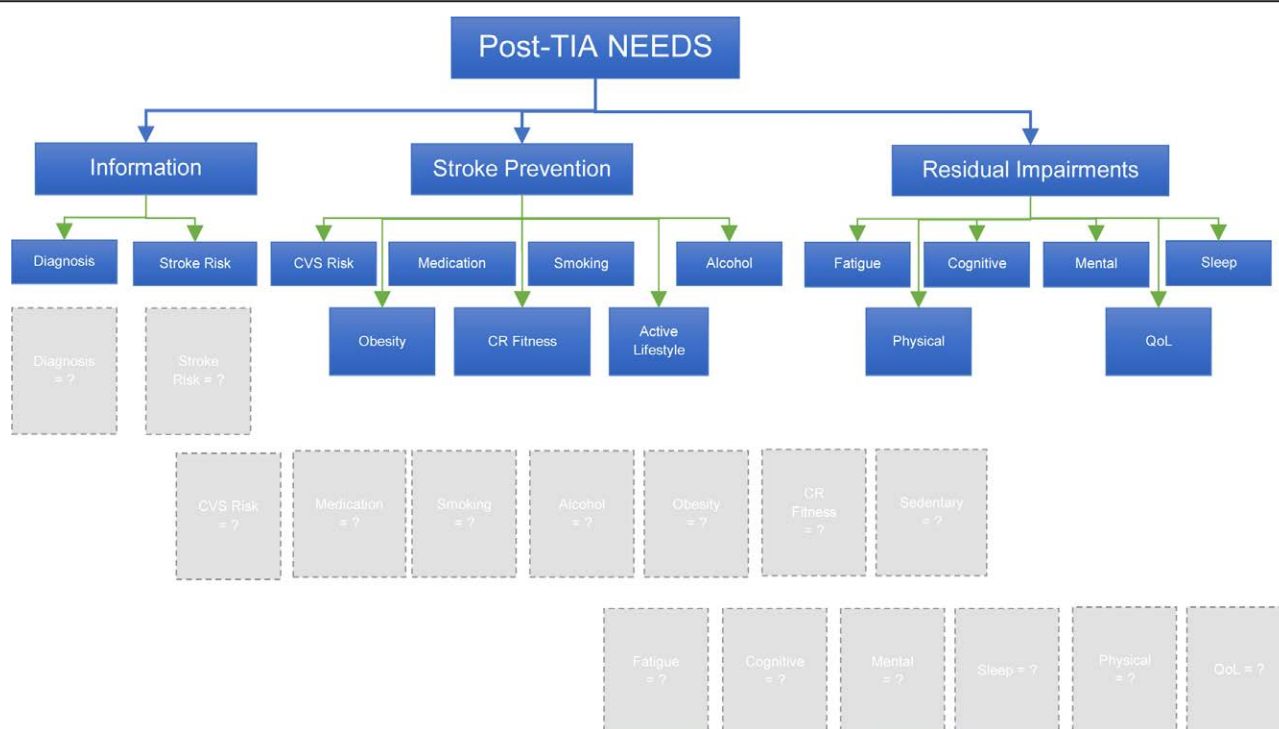 Post-TIA NEEDS
Information
Stroke Prevention
Residual Impairments
Diagnosis
Stroke Risk
CVS Risk
Medication
Smoking
Alcohol
Fatigue
Cognitive
Mental
Sleep
Obesity
CR Fitness
Active
Lifestyle
Physical
QoL
Diagnosis
= ?
Stroke
Risk = ?
CVS Risk
= ?
Medication
= ?
Smoking
= ?
Alcohol
= ?
Obesity
= ?
CR
Fitness
= ?
Sedentary
= ?
Fatigue
= ?
Cognitive
= ?
Mental
= ?
Sleep = ?
Physical
= ?
QoL = ?